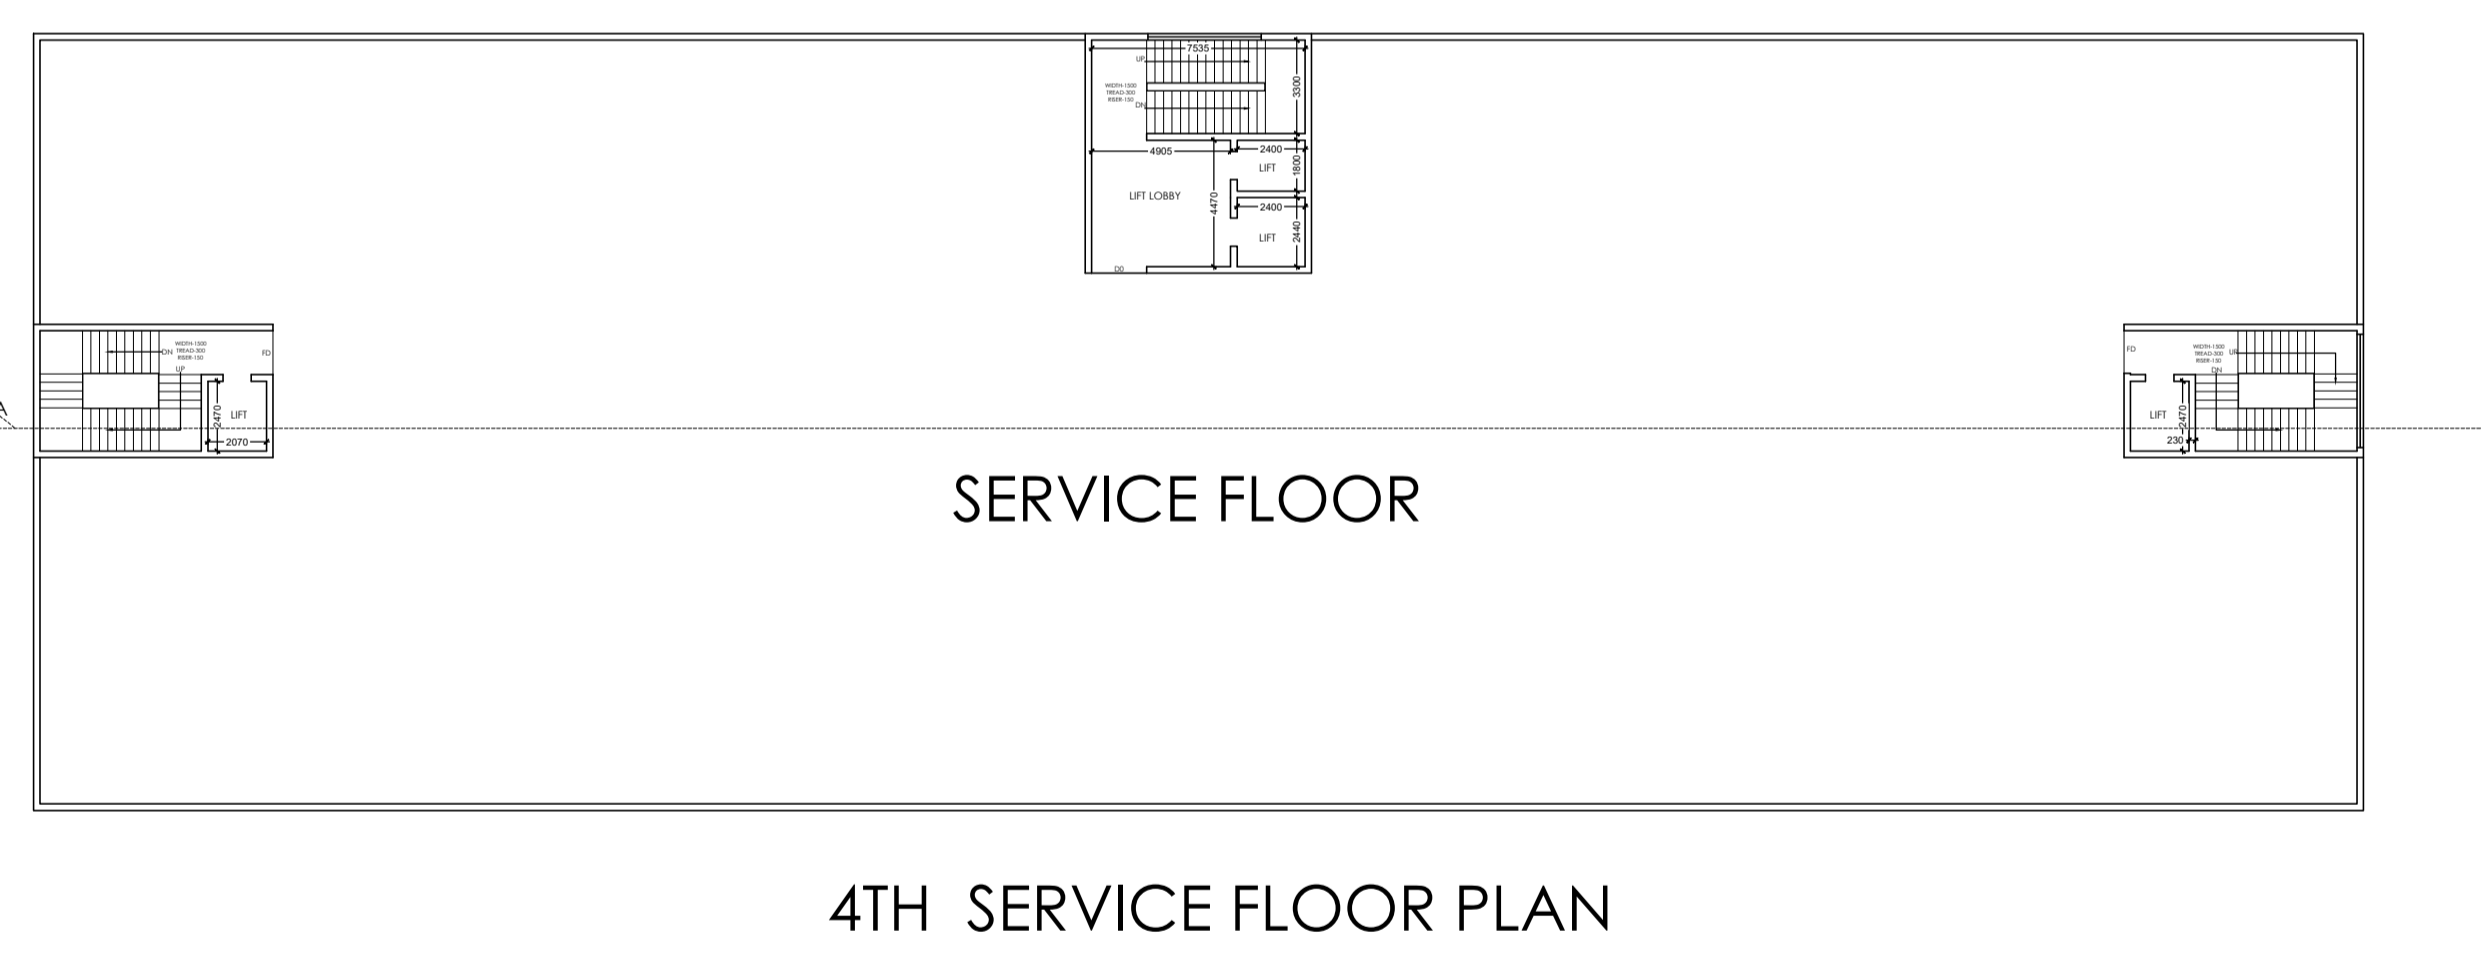 7535
UP
3300
WIDTH-1500
TREAD-300
RISER-150
DN
4905
2400
LIFT
1800
LIFT LOBBY
4470
2400
LIFT
2440
D0
WIDTH-1500
TREAD-300
RISER-150
DN
UP
FD
LIFT
2470
2070
A
FD
WIDTH-1500
TREAD-300
RISER-150
UP
DN
LIFT
2470
230
SERVICE FLOOR
4TH SERVICE FLOOR PLAN